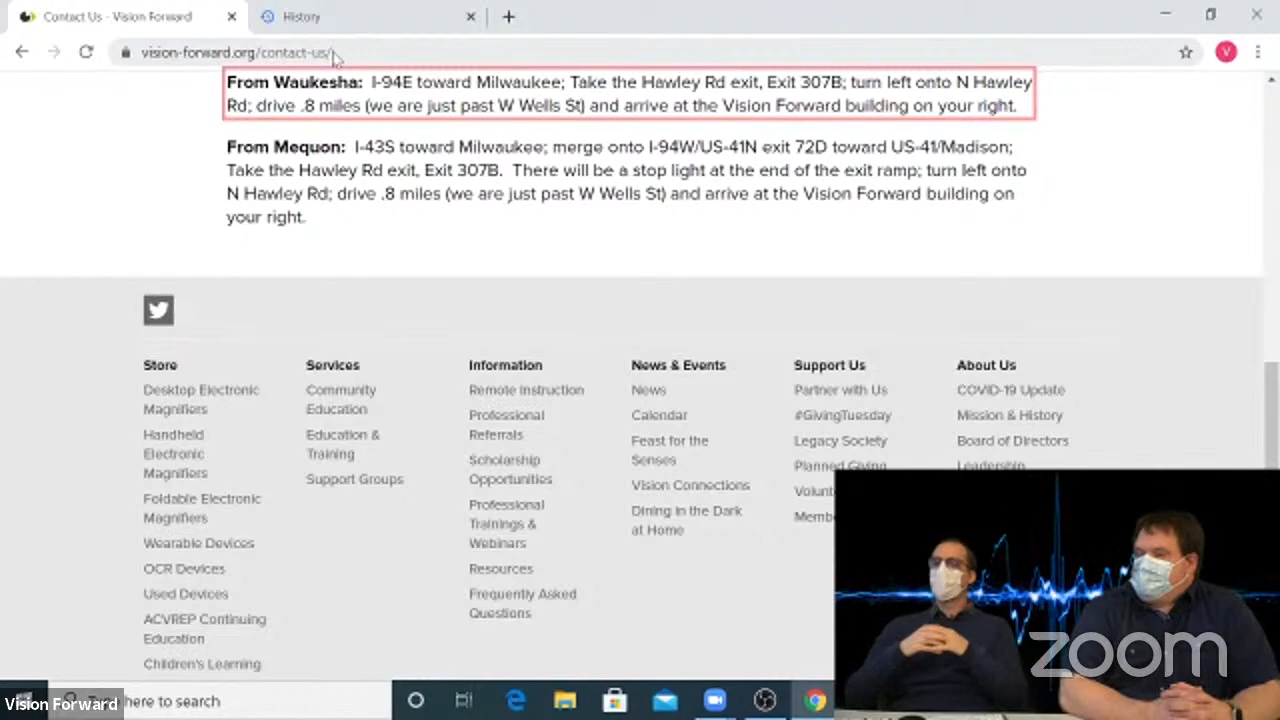 Contact Us - Vision Forward
History
vision-forward.org/contact-us/
V
From Waukesha: I-94E toward Milwaukee; Take the Hawley Rd exit, Exit 307B; turn left onto N Hawley
Rd; drive .8 miles (we are just past W Wells St) and arrive at the Vision Forward building on your right.
From Mequon: I-43S toward Milwaukee; merge onto I-94W/US-41N exit 72D toward US-41/Madison;
Take the Hawley Rd exit, Exit 307B. There will be a stop light at the end of the exit ramp; turn left onto
N Hawley Rd; drive .8 miles (we are just past W Wells St) and arrive at the Vision Forward building on
your right.
Store
Desktop Electronic
Magnifiers
Handheld
Electronic
Magnifiers
Foldable Electronic
Magnifiers
Wearable Devices
OCR Devices
Used Devices
ACVREP Continuing
Education
Children's Learning
Services
Community
Education
Education &
Training
Support Groups
Information
Remote Instruction
Professional
Referrals
Scholarship
Opportunities
Professional
Trainings &
Webinars
Resources
Frequently Asked
Questions
News & Events
News
Calendar
Feast for the
Senses
Vision Connections
Dining in the Dark
at Home
Support Us
Partner with Us
#GivingTuesday
Legacy Society
Planned Giving
Volunt
Memb
About Us
COVID-19 Update
Mission & History
Board of Directors
Leadership
zoom
Vision Forward
here to search